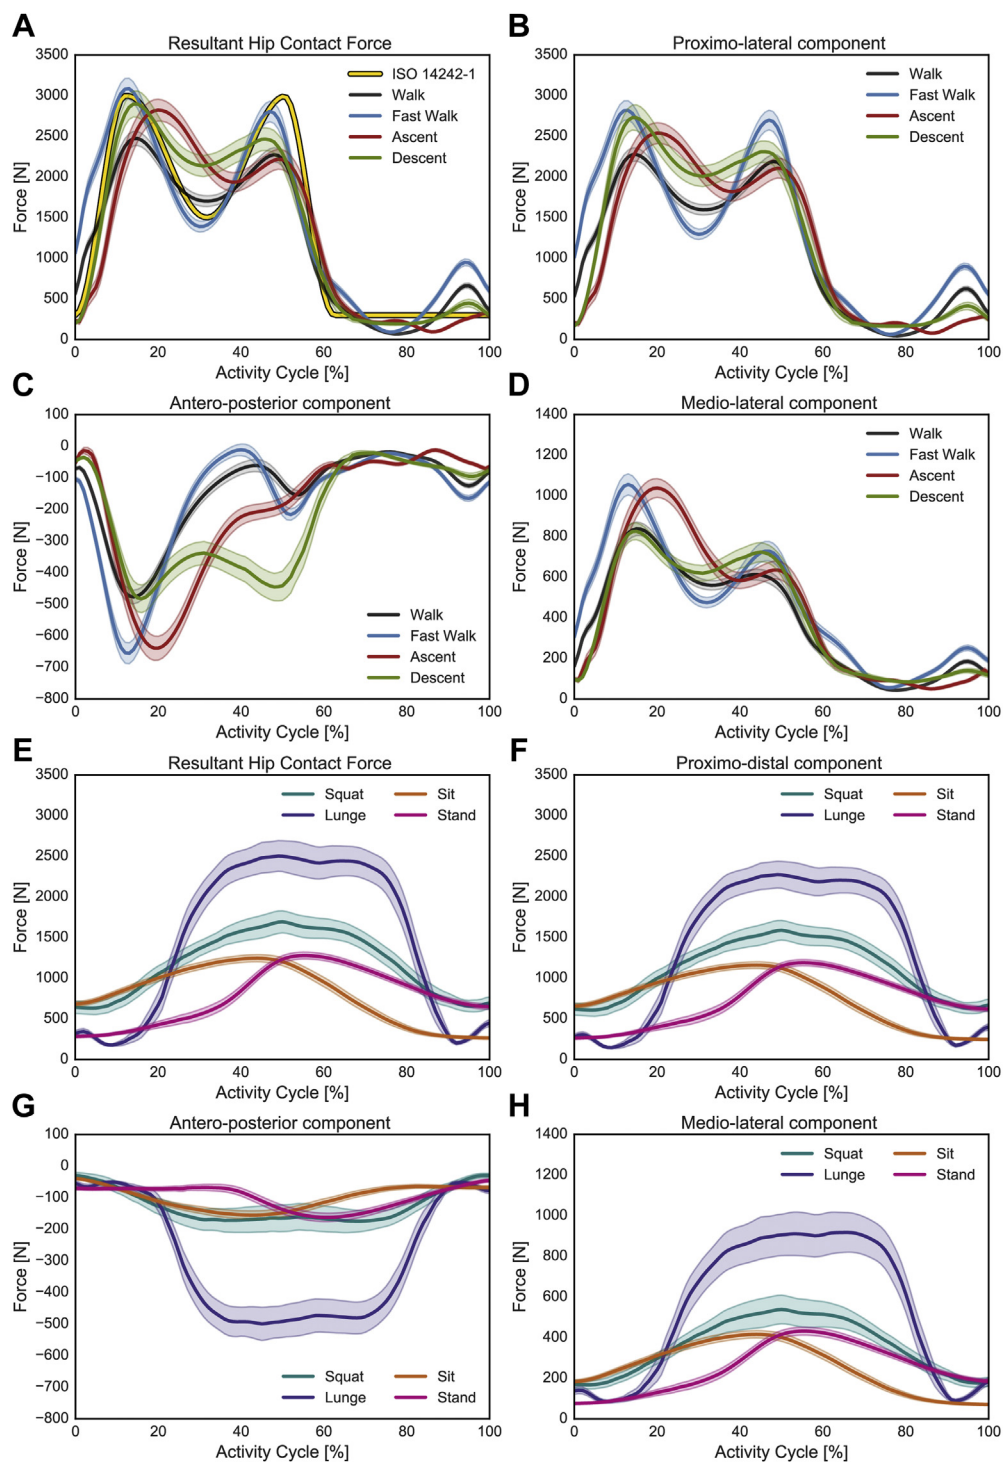 A
Resultant Hip Contact Force
3500
3000
2500
2000
1500
1000
500
0
Force [N]
ISO 14242-1
Walk
Fast Walk
Ascent
Descent
0 20 40 60 80 100
Activity Cycle [%]
B
Proximo-lateral component
3500
3000
2500
2000
1500
1000
500
0
Force [N]
Walk
Fast Walk
Ascent
Descent
0 20 40 60 80 100
Activity Cycle [%]
C
Antero-posterior component
100
0
−100
−200
−300
−400
−500
−600
−700
−800
Force [N]
Walk
Fast Walk
Ascent
Descent
0 20 40 60 80 100
Activity Cycle [%]
D
Medio-lateral component
1400
1200
1000
800
600
400
200
0
Force [N]
Walk
Fast Walk
Ascent
Descent
0 20 40 60 80 100
Activity Cycle [%]
E
Resultant Hip Contact Force
3500
3000
2500
2000
1500
1000
500
0
Force [N]
Squat Sit
Lunge Stand
0 20 40 60 80 100
Activity Cycle [%]
F
Proximo-distal component
3500
3000
2500
2000
1500
1000
500
0
Force [N]
Squat Sit
Lunge Stand
0 20 40 60 80 100
Activity Cycle [%]
G
Antero-posterior component
100
0
−100
−200
−300
−400
−500
−600
−700
−800
Force [N]
Squat Sit
Lunge Stand
0 20 40 60 80 100
Activity Cycle [%]
H
Medio-lateral component
1400
1200
1000
800
600
400
200
0
Force [N]
Squat Sit
Lunge Stand
0 20 40 60 80 100
Activity Cycle [%]